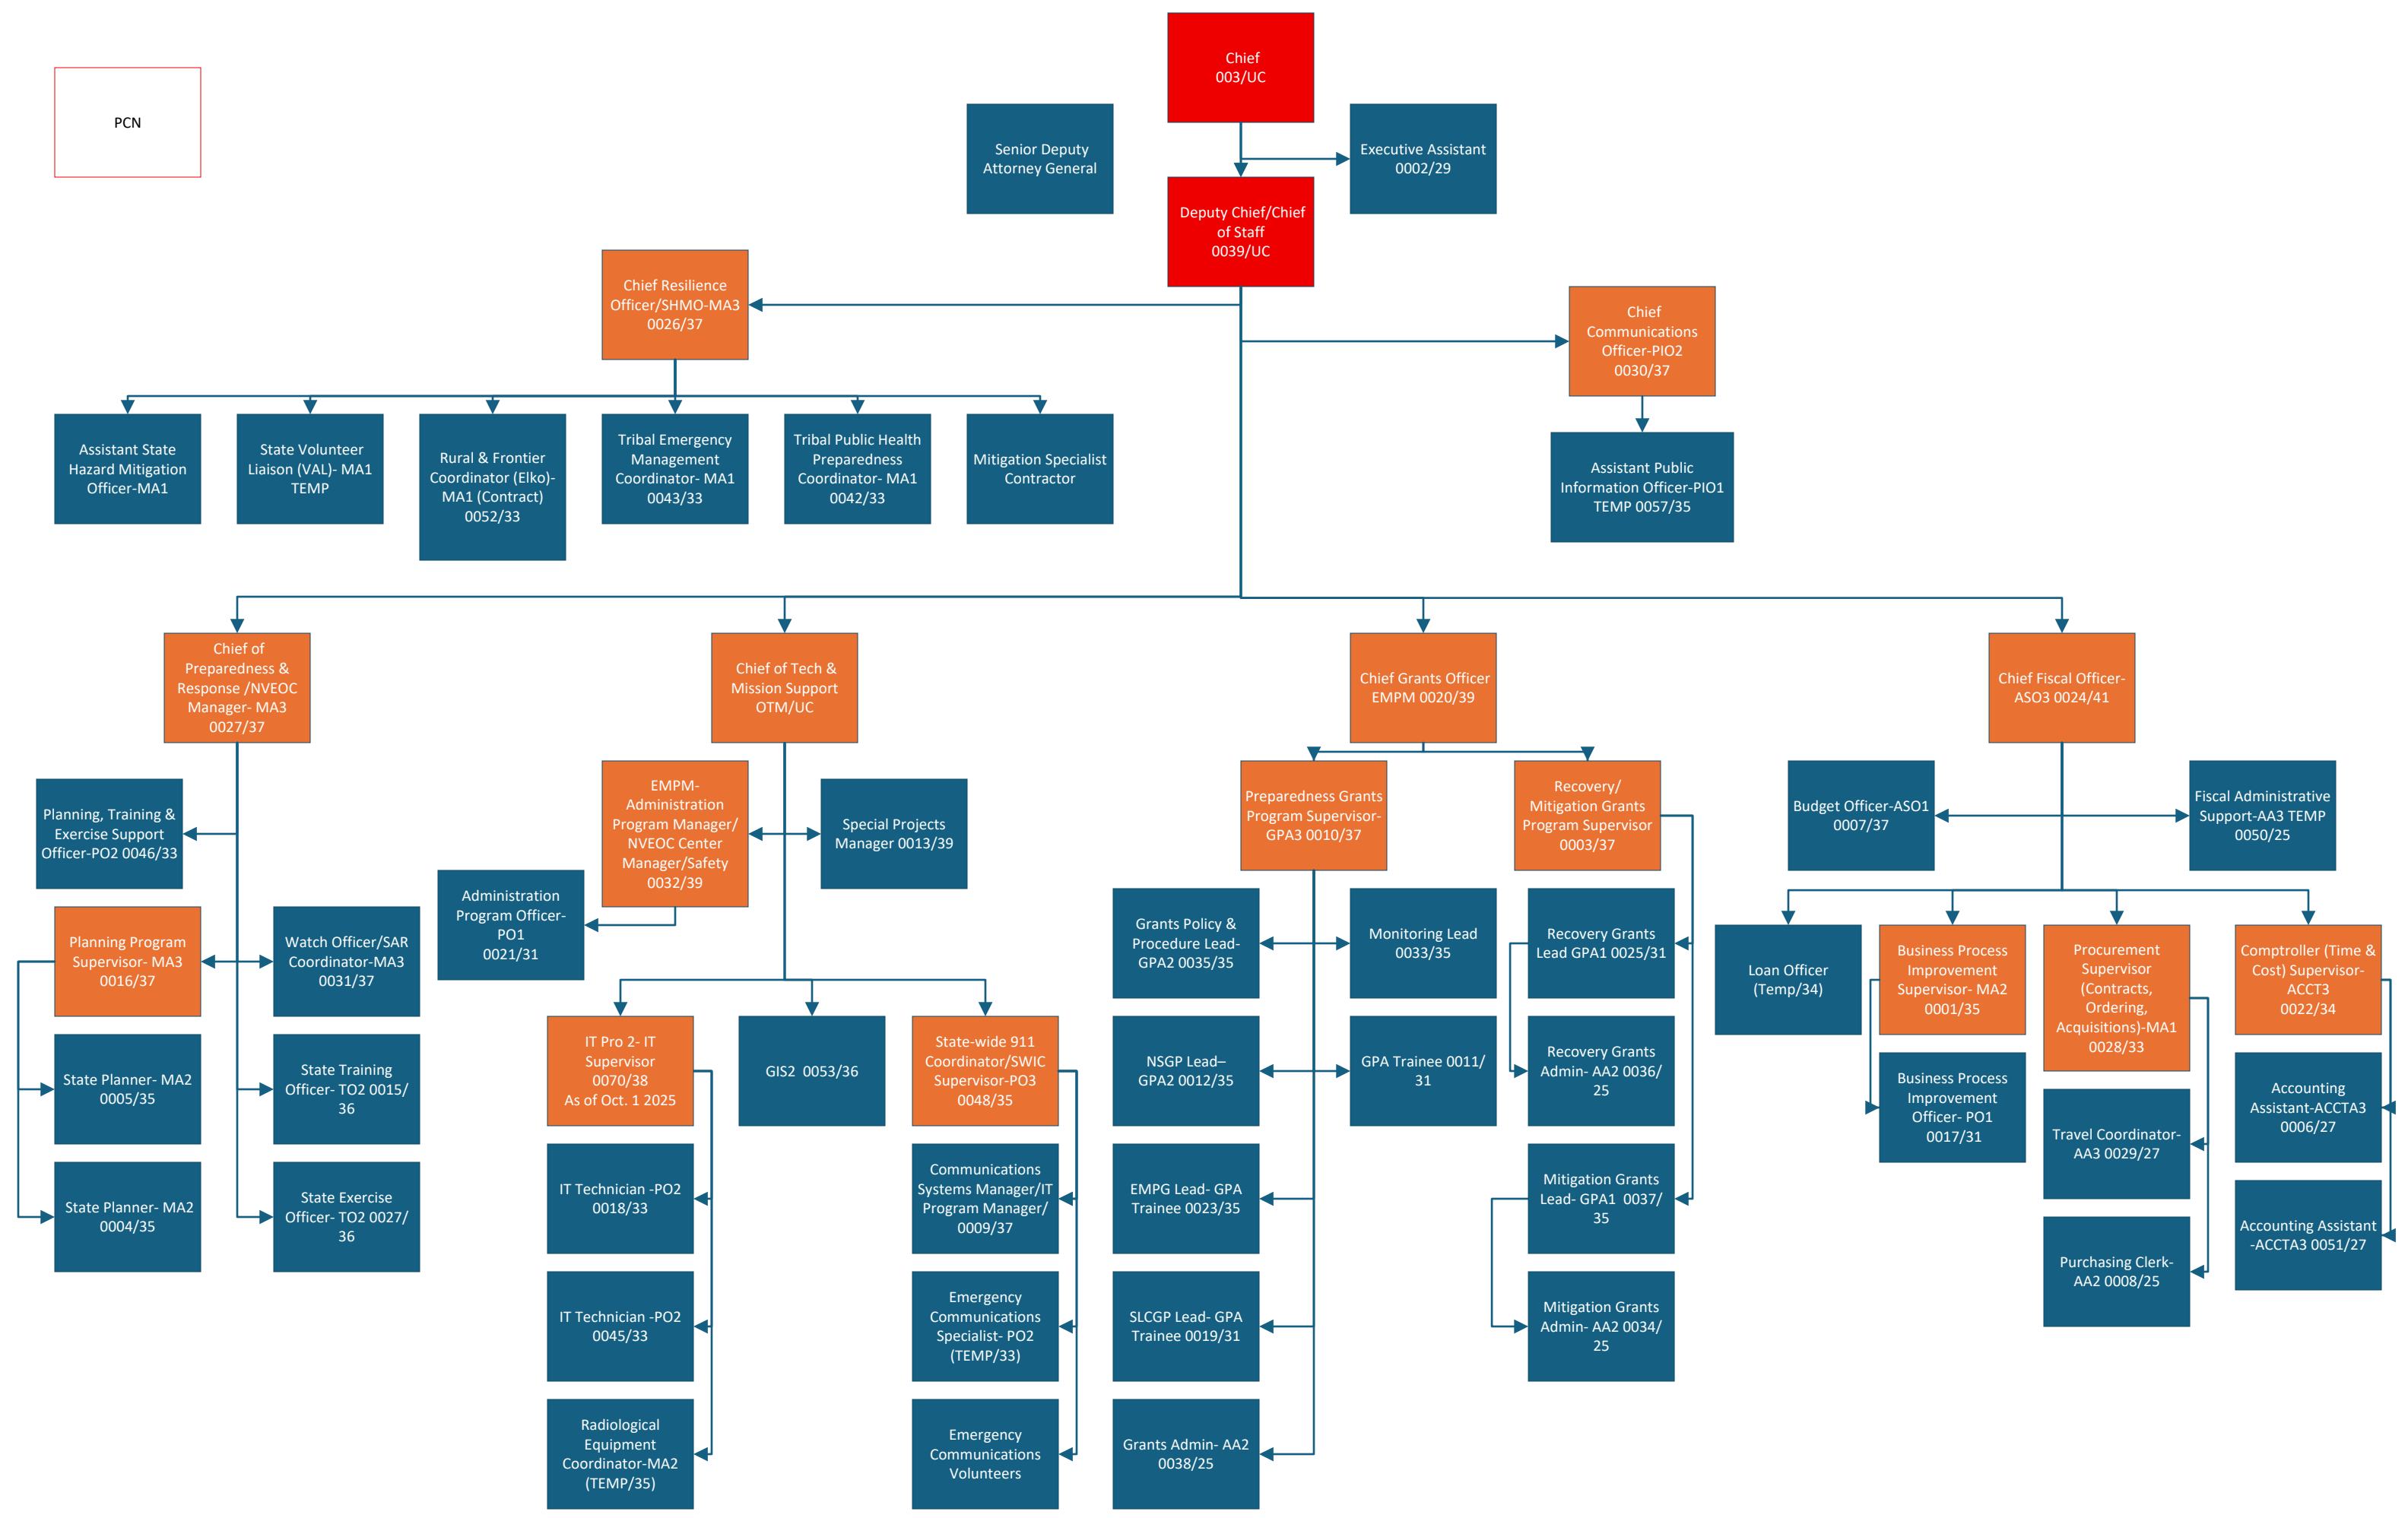 Chief
003/UC
PCN
Senior Deputy
Attorney General
Executive Assistant
0002/29
Deputy Chief/Chief
of Staff
0039/UC
Chief Resilience
Officer/SHMO-MA3
0026/37
Chief
Communications
Officer-PIO2
0030/37
Assistant State
Hazard Mitigation
Officer-MA1
State Volunteer
Liaison (VAL)- MA1
TEMP
Rural & Frontier
Coordinator (Elko)-
MA1 (Contract)
0052/33
Tribal Emergency
Management
Coordinator- MA1
0043/33
Tribal Public Health
Preparedness
Coordinator- MA1
0042/33
Mitigation Specialist
Contractor
Assistant Public
Information Officer-PIO1
TEMP 0057/35
Chief of
Preparedness &
Response /NVEOC
Manager- MA3
0027/37
Chief of Tech &
Mission Support
OTM/UC
Chief Grants Officer
EMPM 0020/39
Chief Fiscal Officer-
ASO3 0024/41
Planning, Training &
Exercise Support
Officer-PO2 0046/33
EMPM-
Administration
Program Manager/
NVEOC Center
Manager/Safety
0032/39
Special Projects
Manager 0013/39
Preparedness Grants
Program Supervisor-
GPA3 0010/37
Recovery/
Mitigation Grants
Program Supervisor
0003/37
Budget Officer-ASO1
0007/37
Fiscal Administrative
Support-AA3 TEMP
0050/25
Administration
Program Officer-
PO1
0021/31
Planning Program
Supervisor- MA3
0016/37
Watch Officer/SAR
Coordinator-MA3
0031/37
Grants Policy &
Procedure Lead-
GPA2 0035/35
Monitoring Lead
0033/35
Recovery Grants
Lead GPA1 0025/31
Loan Officer
(Temp/34)
Business Process
Improvement
Supervisor- MA2
0001/35
Procurement
Supervisor
(Contracts,
Ordering,
Acquisitions)-MA1
0028/33
Comptroller (Time &
Cost) Supervisor-
ACCT3
0022/34
State Planner- MA2
0005/35
State Training
Officer- TO2 0015/
36
IT Pro 2- IT
Supervisor
0070/38
As of Oct. 1 2025
GIS2  0053/36
State-wide 911
Coordinator/SWIC
Supervisor-PO3
0048/35
NSGP Lead–
GPA2 0012/35
GPA Trainee 0011/
31
Recovery Grants
Admin- AA2 0036/
25
Business Process
Improvement
Officer- PO1
0017/31
Travel Coordinator-
AA3 0029/27
Accounting
Assistant-ACCTA3
0006/27
State Planner- MA2
0004/35
State Exercise
Officer- TO2 0027/
36
IT Technician -PO2
0018/33
Communications
Systems Manager/IT
Program Manager/
0009/37
EMPG Lead- GPA
Trainee 0023/35
Mitigation Grants
Lead- GPA1  0037/
35
Purchasing Clerk-
AA2 0008/25
Accounting Assistant
-ACCTA3 0051/27
IT Technician -PO2
0045/33
Emergency
Communications
Specialist- PO2
(TEMP/33)
SLCGP Lead- GPA
Trainee 0019/31
Mitigation Grants
Admin- AA2 0034/
25
Radiological
Equipment
Coordinator-MA2
(TEMP/35)
Emergency
Communications
Volunteers
Grants Admin- AA2
0038/25